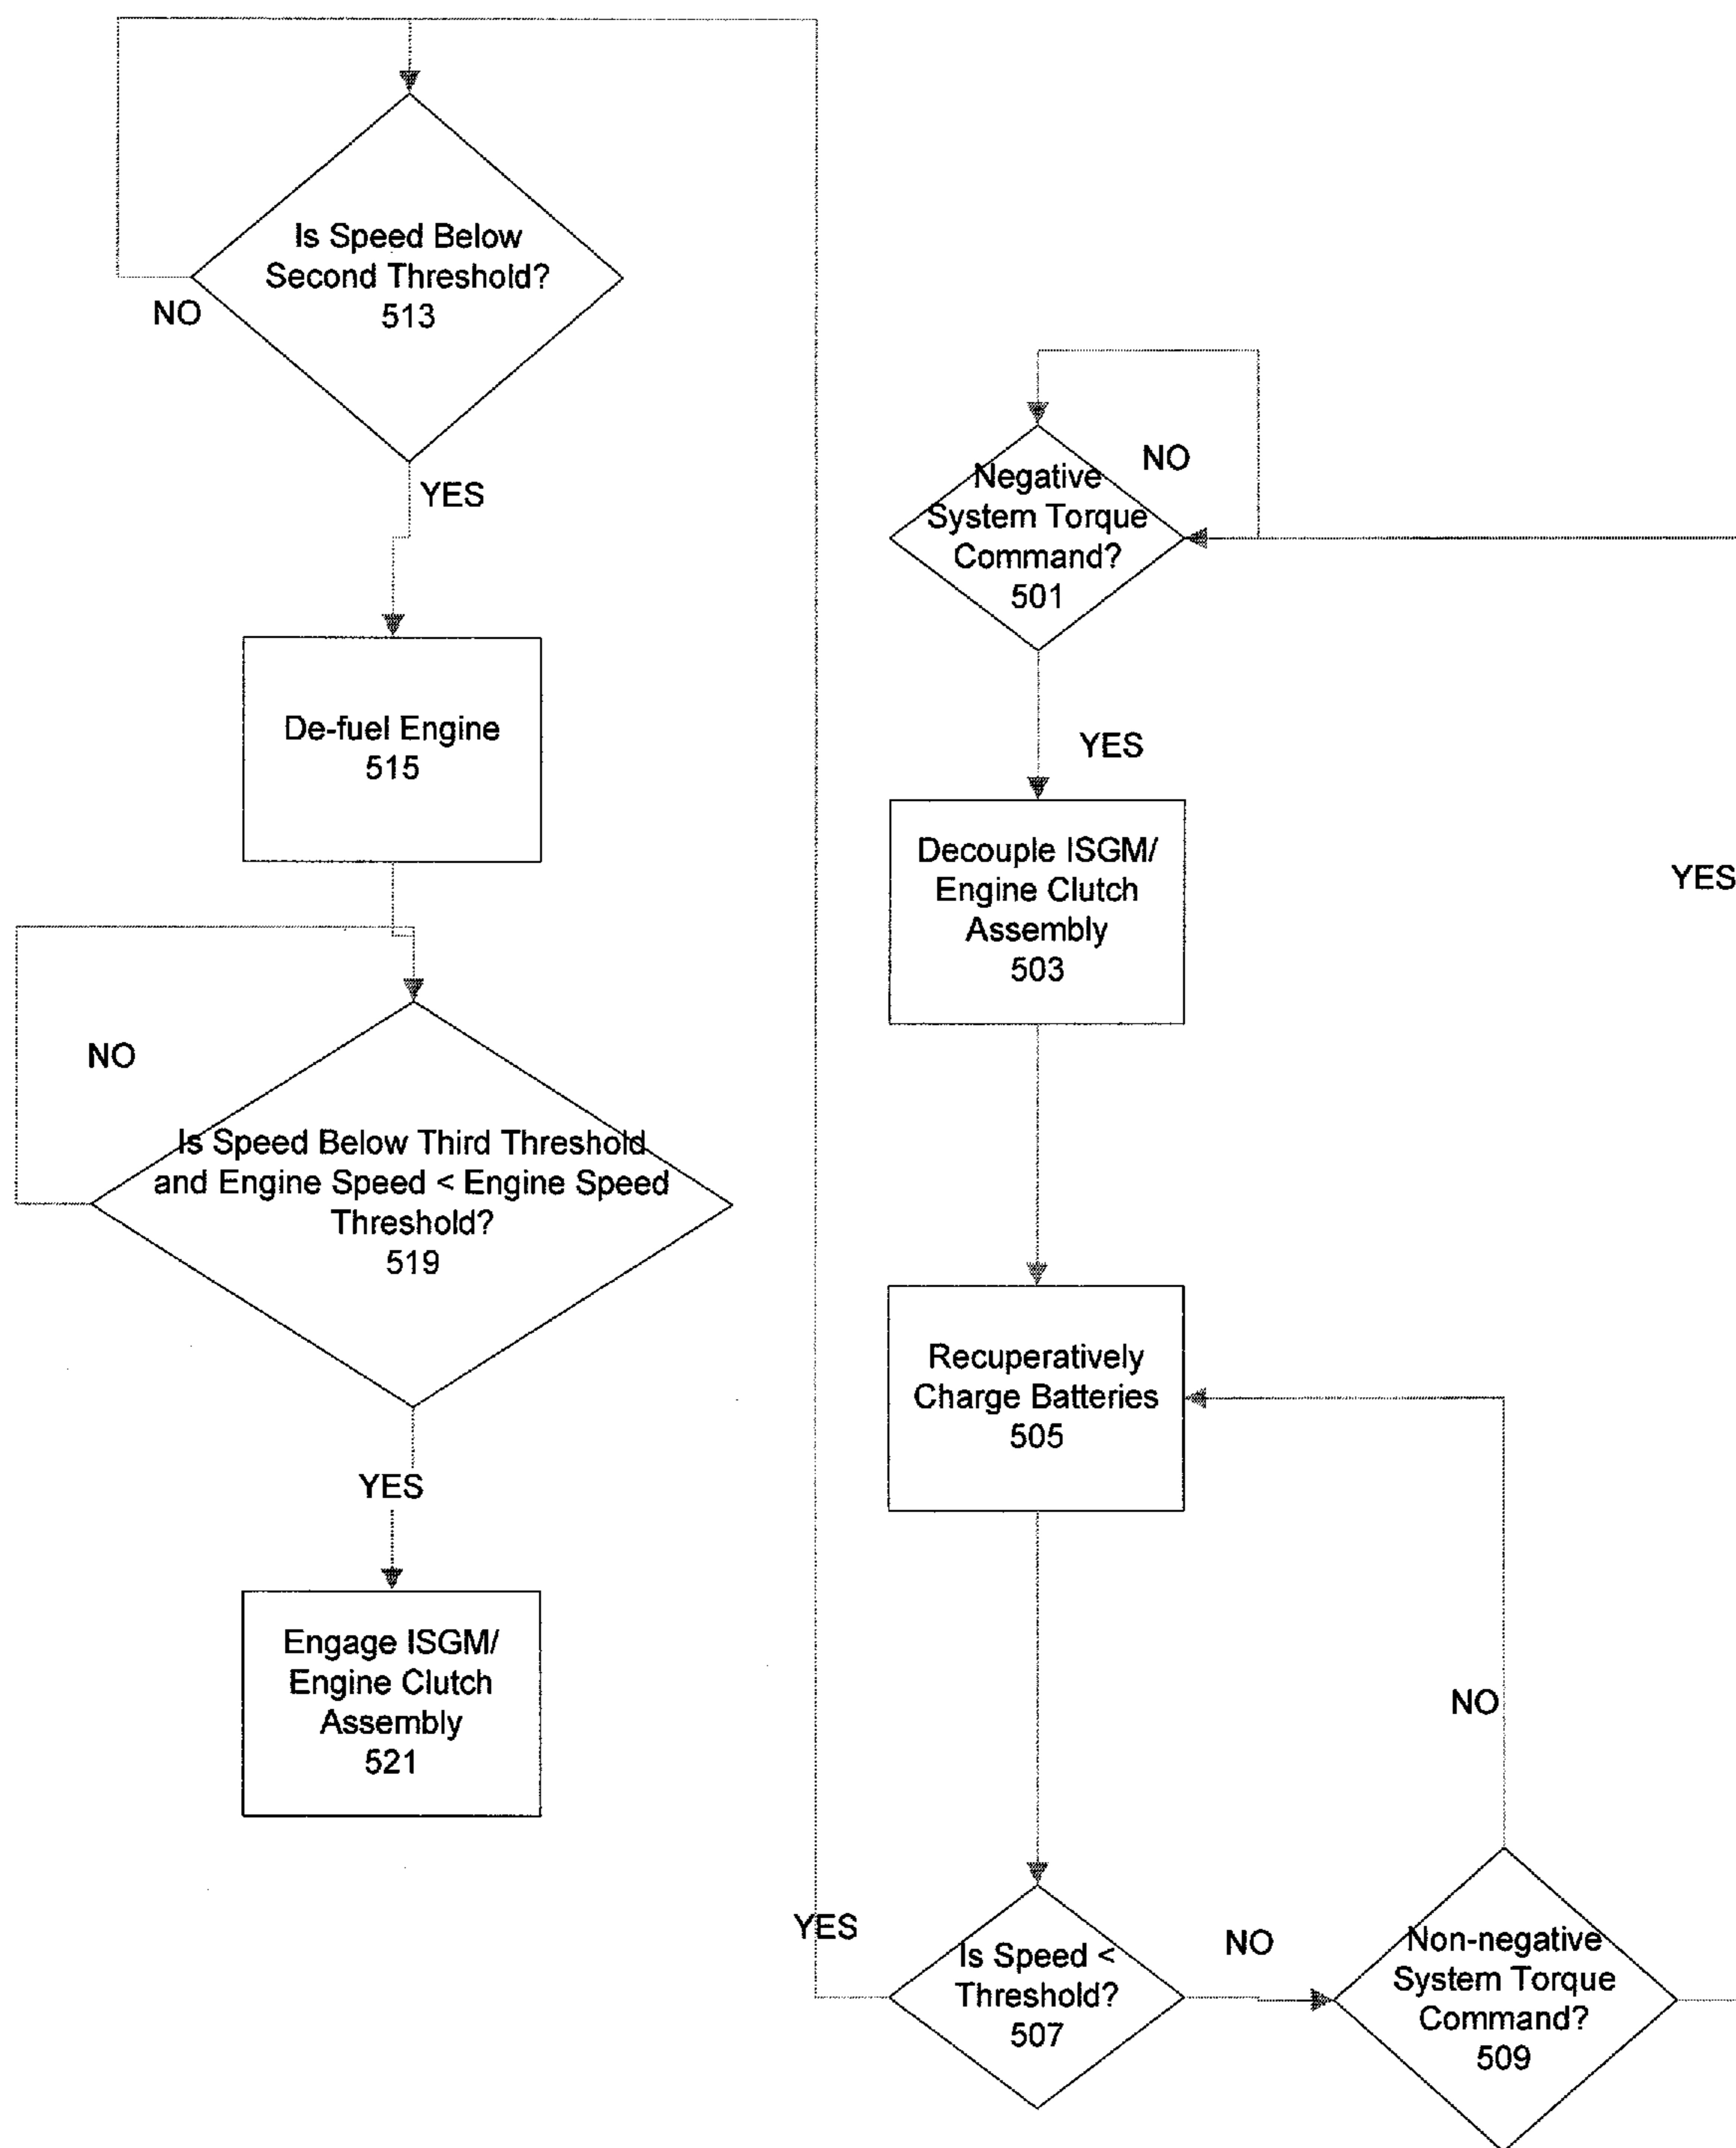 Is Speed Below
Second Threshold?
513
NO
YES
De-fuel Engine
515
NO
Is Speed Below Third Threshold
and Engine Speed < Engine Speed
Threshold?
519
YES
Engage ISGM/
Engine Clutch
Assembly
521
NO
Negative
System Torque
Command?
501
YES
Decouple ISGM/
Engine Clutch
Assembly
503
YES
Recuperatively
Charge Batteries
505
NO
YES
Is Speed <
Threshold?
507
NO
Non-negative
System Torque
Command?
509